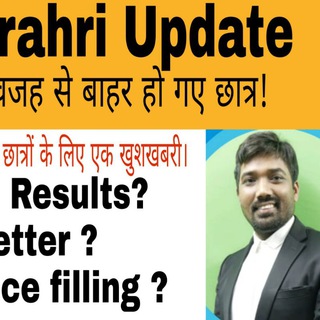 rahri Update
वजह से बाहर हो गए छात्र!
छात्रों के लिए एक खुशखबरी।
Results?
etter ?
ce filling ?